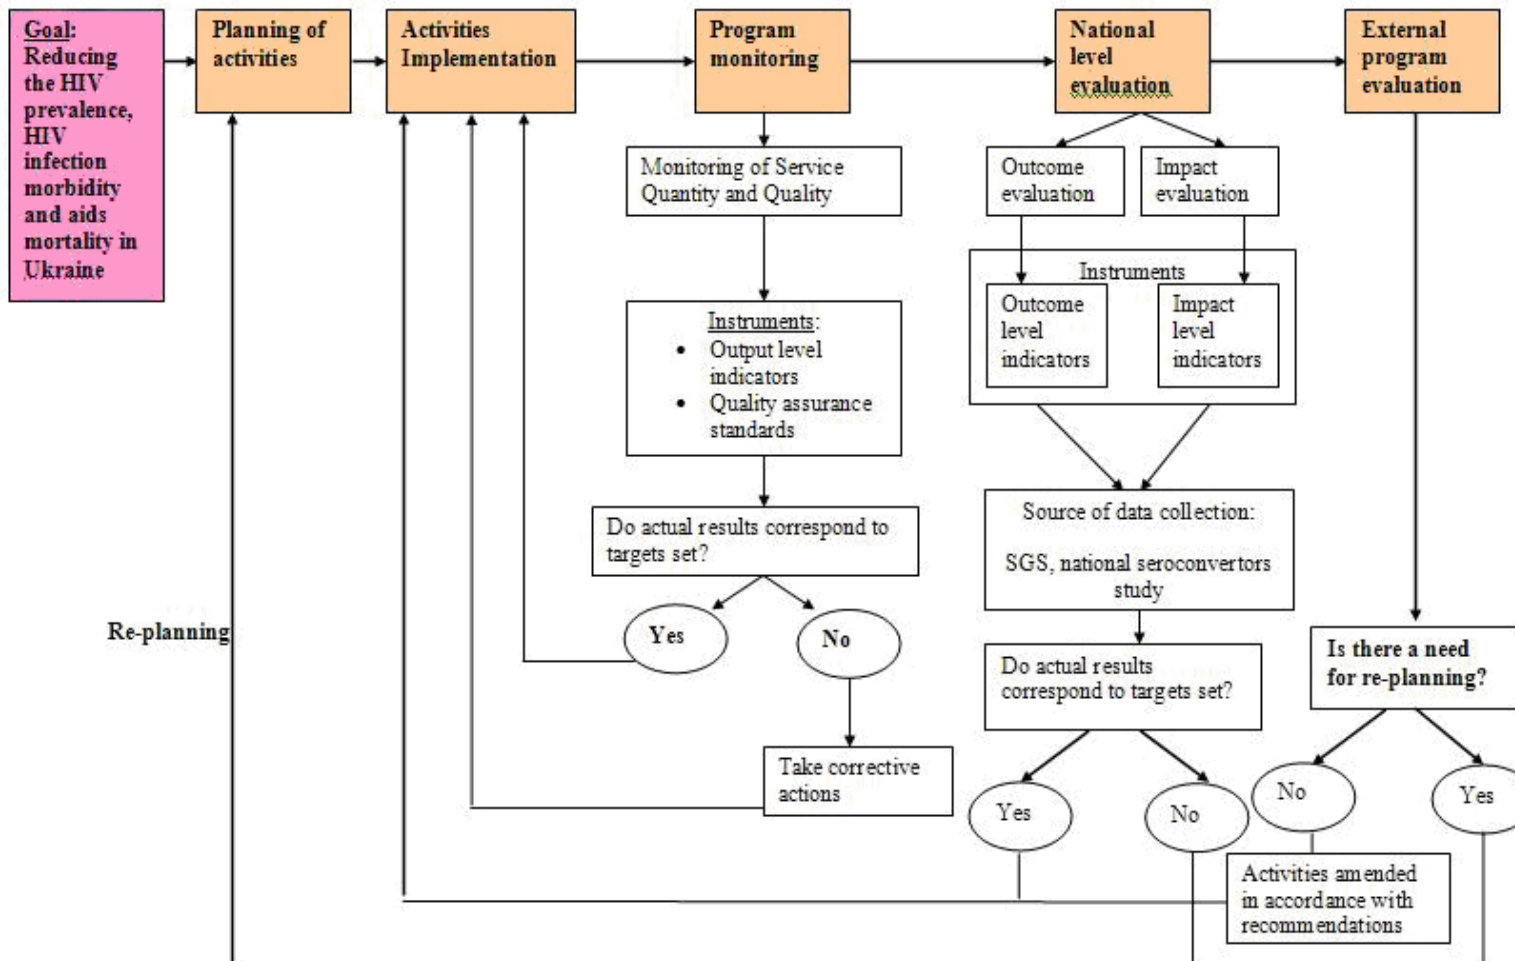 Goal:
Reducing
the HIV
prevalence,
HIV
infection
morbidity
and aids
mortality in
Ukraine
Planning of
activities
Activities
Implementation
Program
monitoring
National
level
evaluation
External
program
evaluation
Monitoring of Service
Quantity and Quality
Outcome
evaluation
Impact
evaluation
Instruments:
• Output level
indicators
• Quality assurance
standards
Instruments
Outcome
level
indicators
Impact
level
indicators
Do actual results correspond to
targets set?
Source of data collection:
SGS, national seroconvertors
study
Re-planning
Yes
No
Do actual results
correspond to targets set?
Is there a need
for re-planning?
Take corrective
actions
Yes
No
No
Yes
Activities amended
in accordance with
recommendations